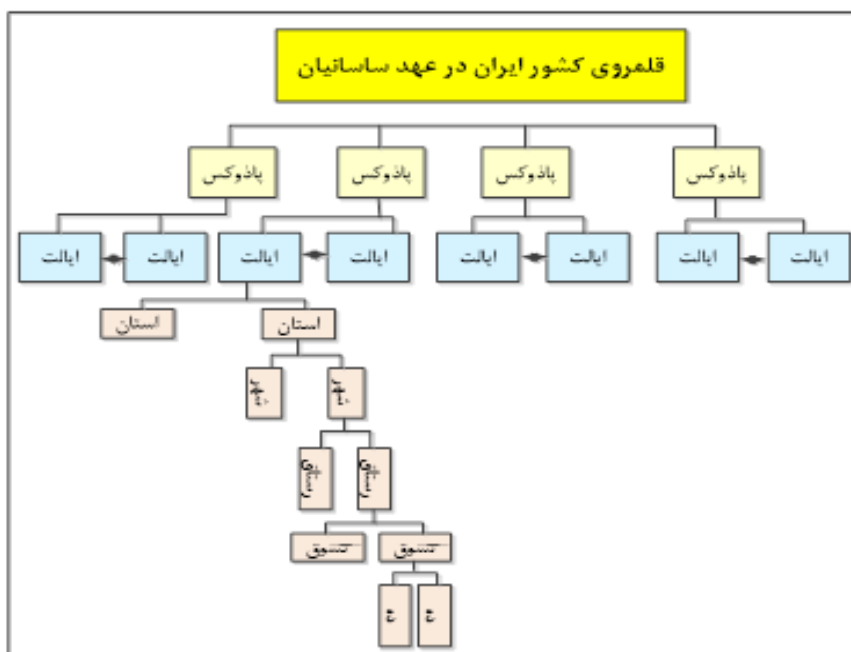 قلمروی کشور ایران در عهد ساسانیان
پاذوکس پاذوکس پاذوکس پاذوکس
ایالت ایالت ایالت ایالت ایالت ایالت ایالت ایالت
استان استان
شهر شهر
رستاق رستاق
تسوق تسوق
ده ده